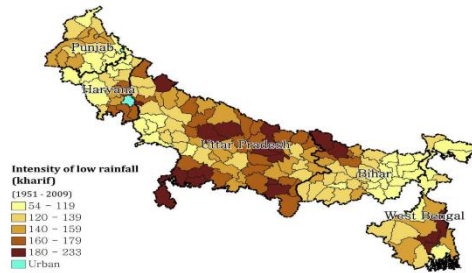 Punjab
Haryana
Uttar Pradesh
Bihar
West Bengal
Intensity of low rainfall
(kharif)
(1951 - 2009)
54 - 119
120 - 139
140 - 159
160 - 179
180 - 233
Urban